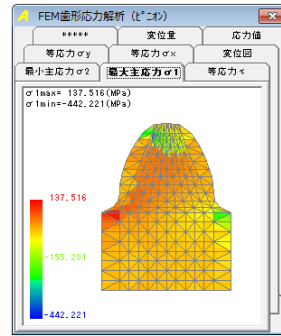 FEM歯形応力解析 (ﾋﾟﾆｵﾝ)
***** 変位量 応力値
等応力σy 等応力σx 変位図
最小主応力σ2 最大主応力σ1 等応力τ
σ1max= 137.516(MPa)
σ1min=-442.221(MPa)
137.516
-155.281
-442.221